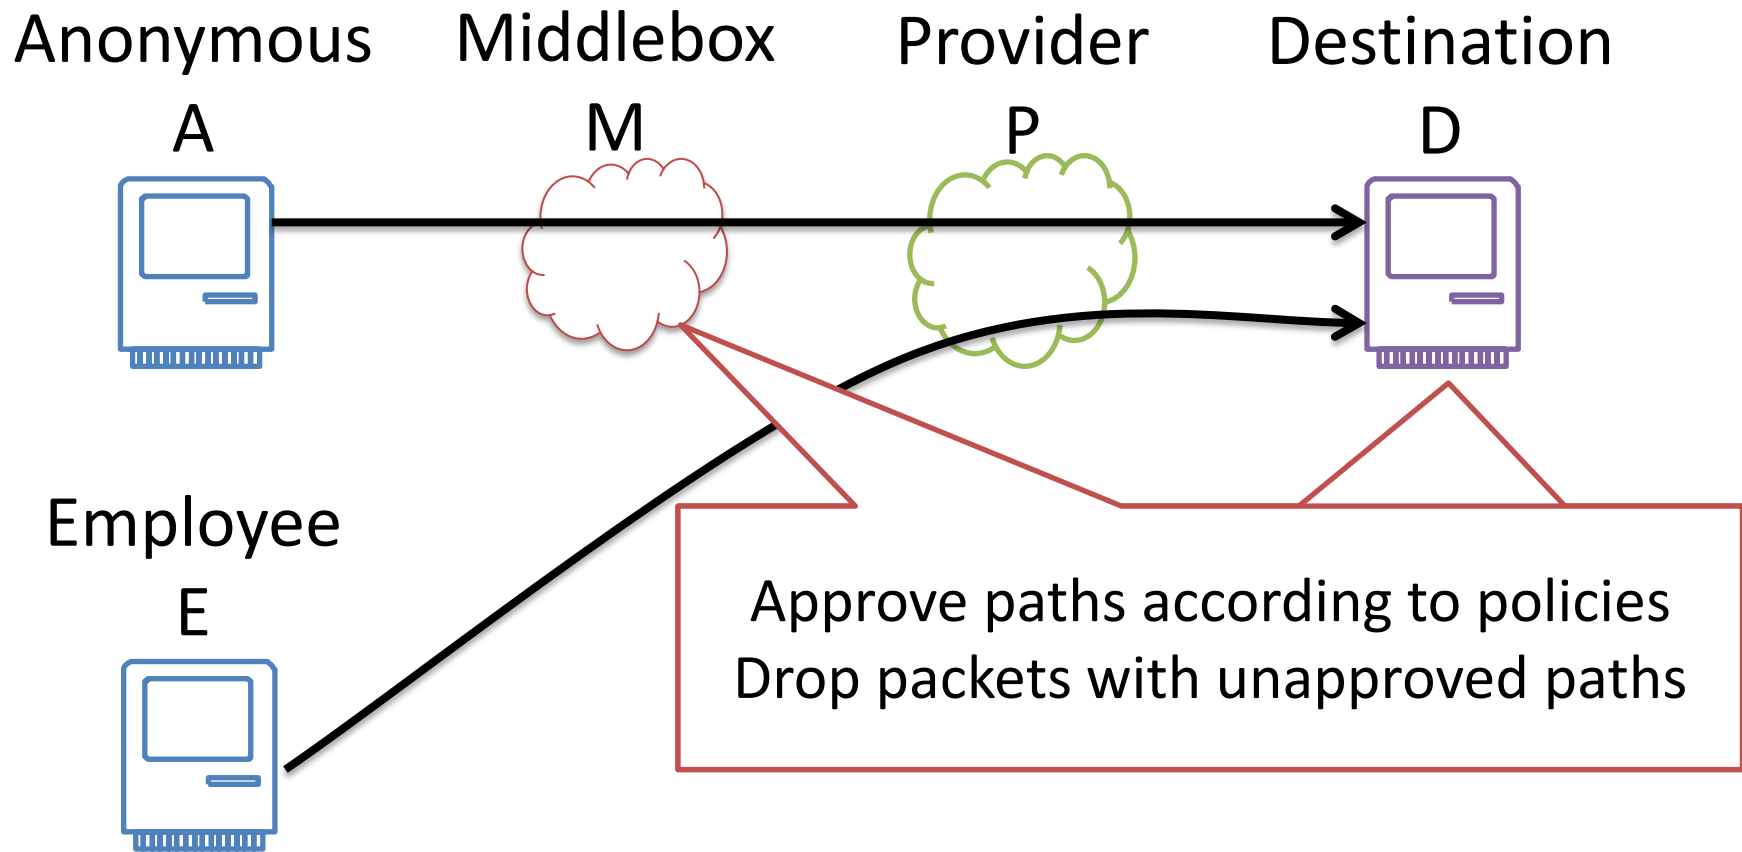 Anonymous
A
Middlebox
M
Provider
P
Destination
D
Employee
E
Approve paths according to policies
Drop packets with unapproved paths